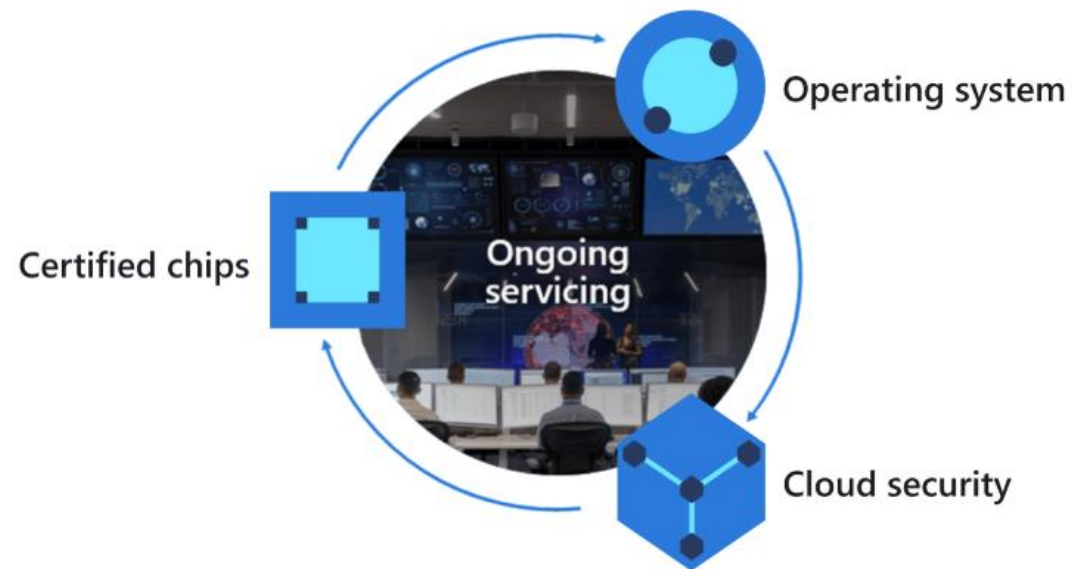 Operating system
Certified chips
Ongoing
servicing
Cloud security